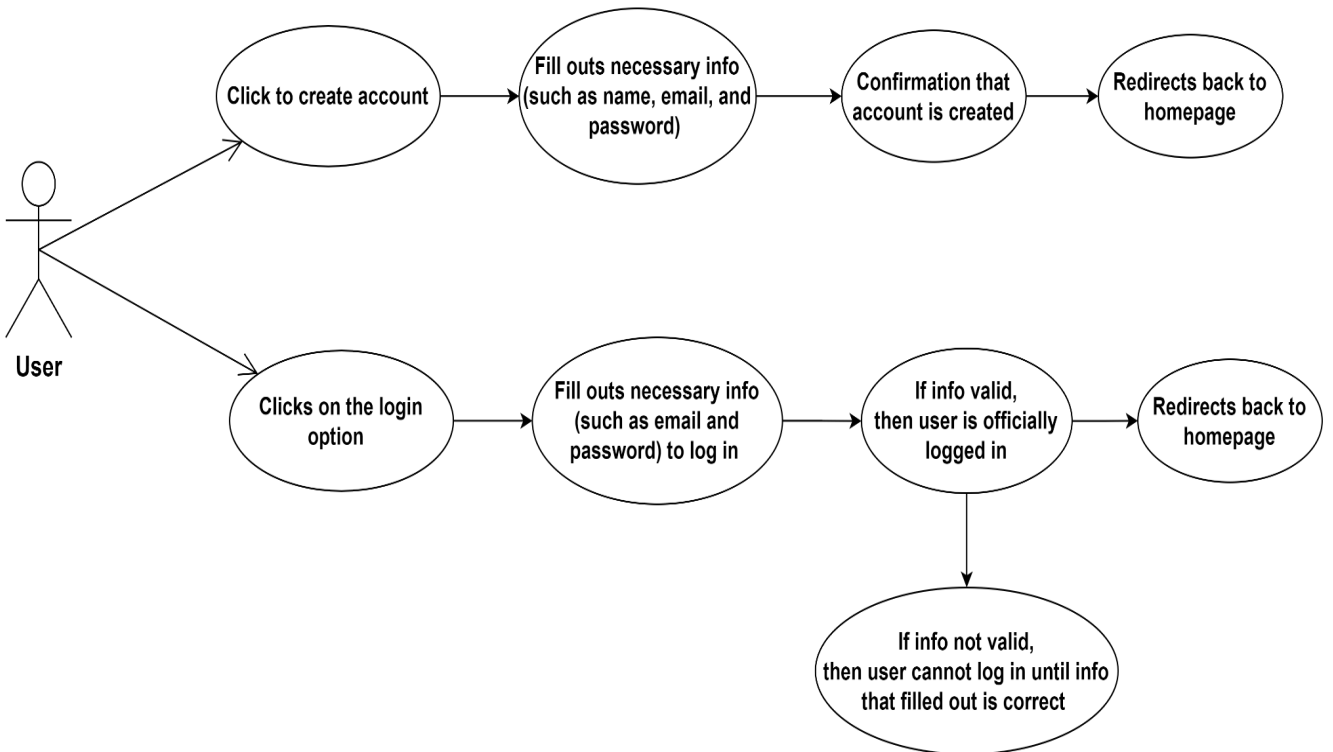 Click to create account
Fill outs necessary info
(such as name, email, and
password)
Confirmation that
account is created
Redirects back to
homepage
User
Clicks on the login
option
Fill outs necessary info
(such as email and
password) to log in
If info valid,
then user is officially
logged in
Redirects back to
homepage
If info not valid,
then user cannot log in until info
that filled out is correct